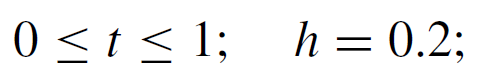 0 ≤ t ≤ 1; h = 0.2;